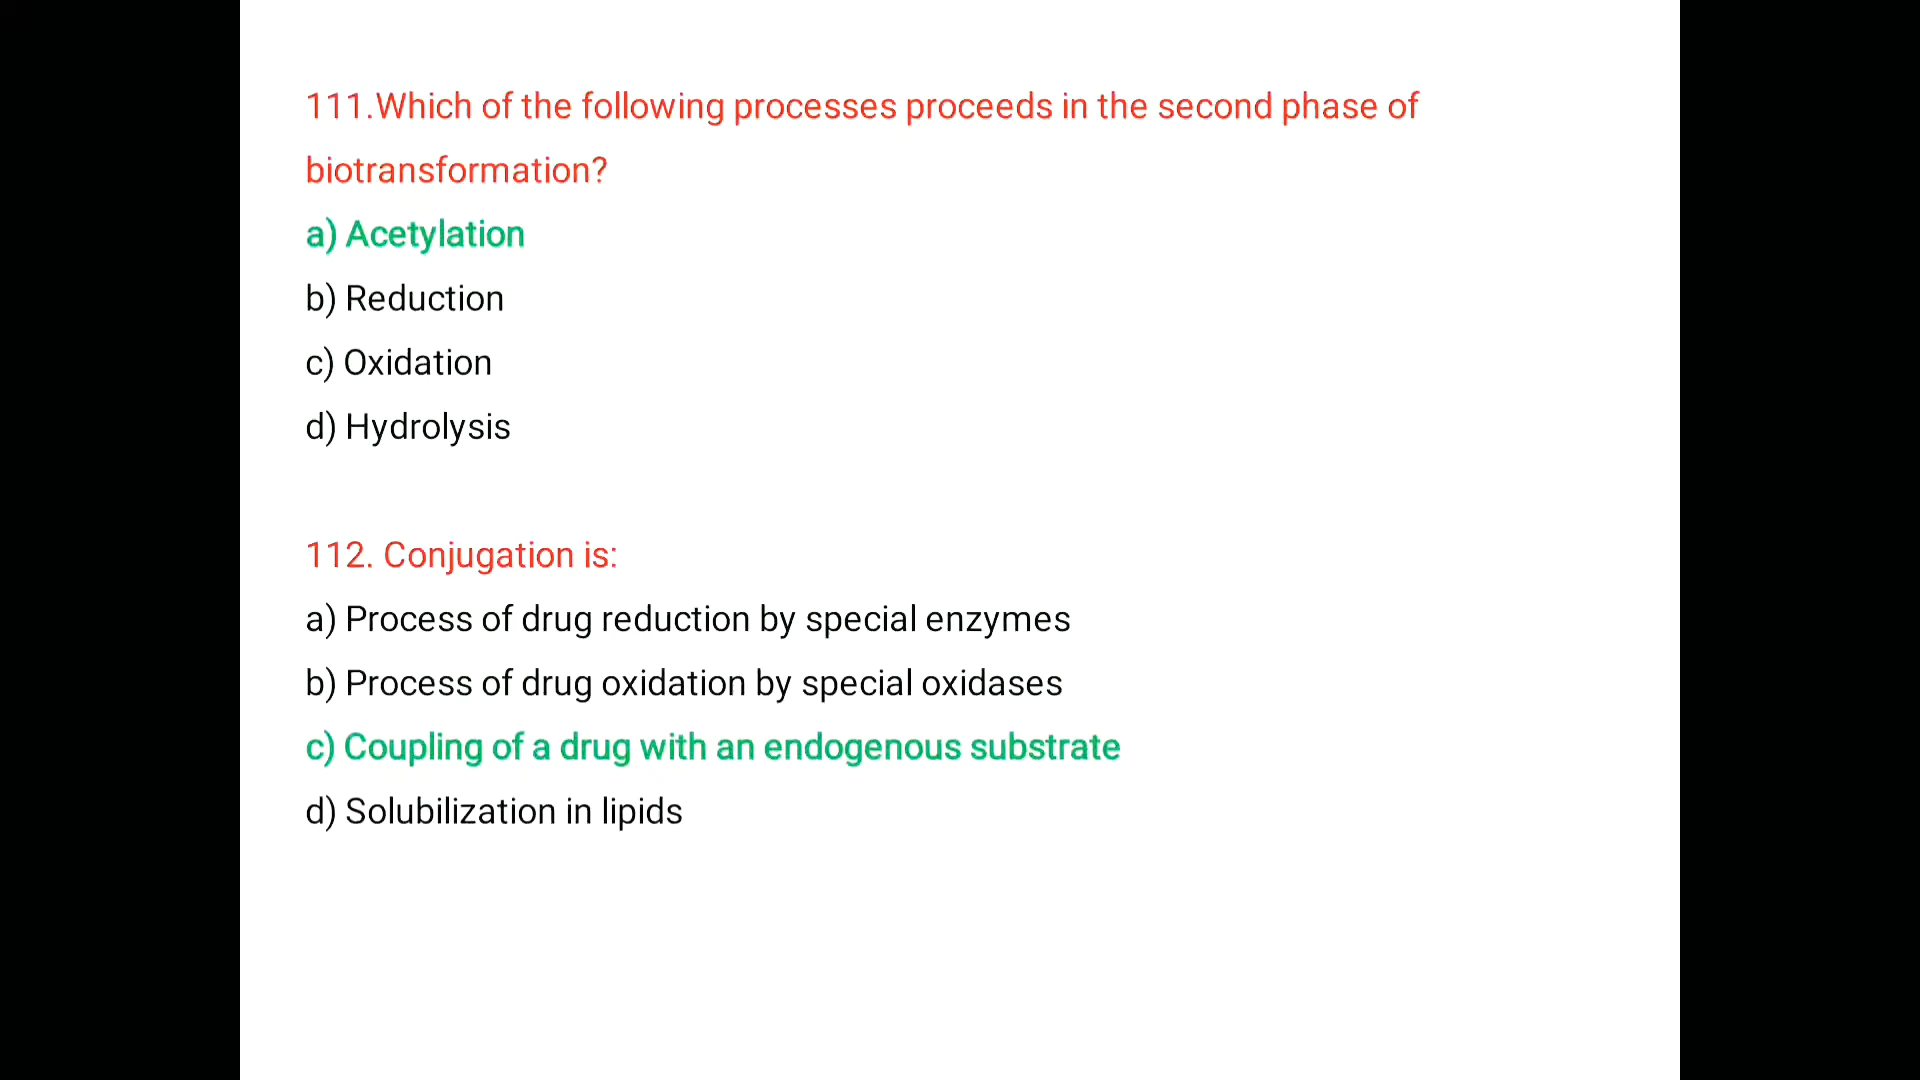 111.Which of the following processes proceeds in the second phase of
biotransformation?
a) Acetylation
b) Reduction
c) Oxidation
d) Hydrolysis
112. Conjugation is:
a) Process of drug reduction by special enzymes
b) Process of drug oxidation by special oxidases
c) Coupling of a drug with an endogenous substrate
d) Solubilization in lipids